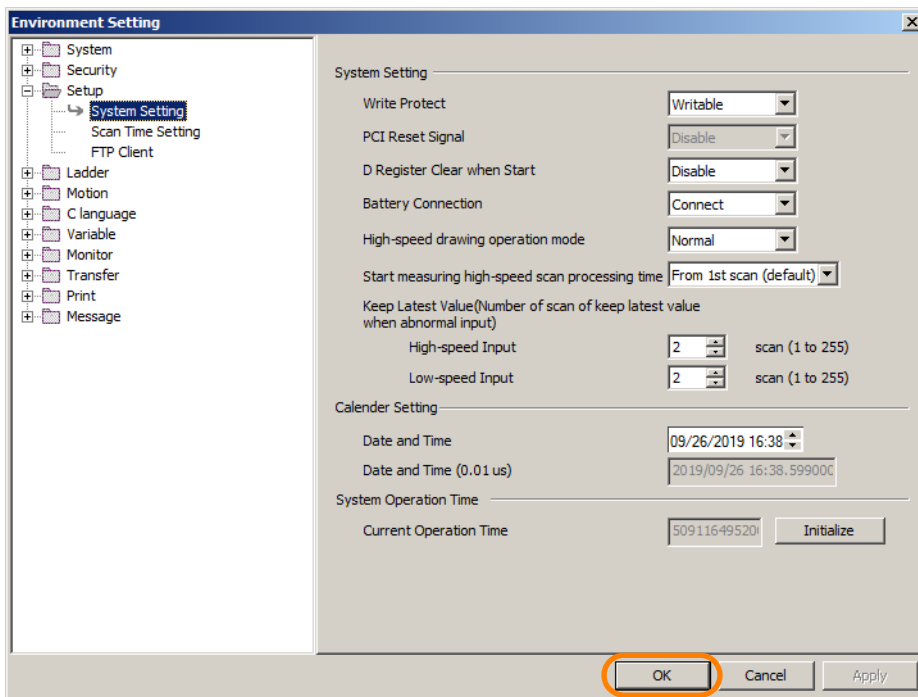 Environment Setting
System
Security
Setup
System Setting
Scan Time Setting
FTP Client
Ladder
Motion
C language
Variable
Monitor
Transfer
Print
Message
System Setting
Write Protect Writable
PCI Reset Signal Disable
D Register Clear when Start Disable
Battery Connection Connect
High-speed drawing operation mode Normal
Start measuring high-speed scan processing time From 1st scan (default)
Keep Latest Value(Number of scan of keep latest value
when abnormal input)
High-speed Input 2 scan (1 to 255)
Low-speed Input 2 scan (1 to 255)
Calender Setting
Date and Time 09/26/2019 16:38
Date and Time (0.01 us) 2019/09/26 16:38.599000
System Operation Time
Current Operation Time 50911649520 Initialize
OK Cancel Apply